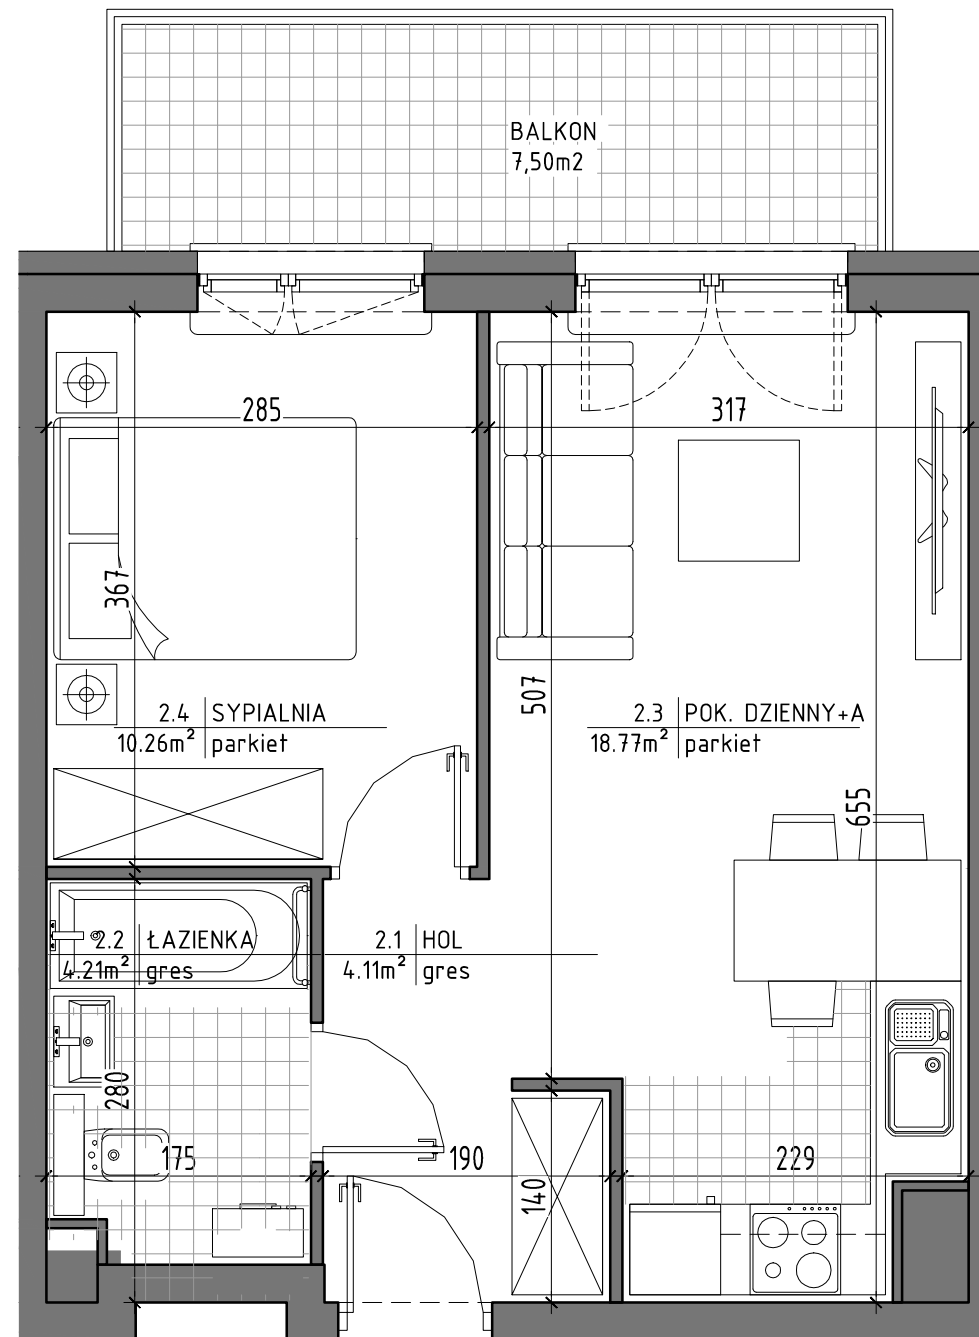 BALKON
7,50m2
285
317
367
507
2.4 SYPIALNIA
10.26m² parkiet
2.3 POK. DZIENNY+A
18.77m² parkiet
655
2.2 ŁAZIENKA
4.21m² gres
2.1 HOL
4.11m² gres
280
175
190
229
140